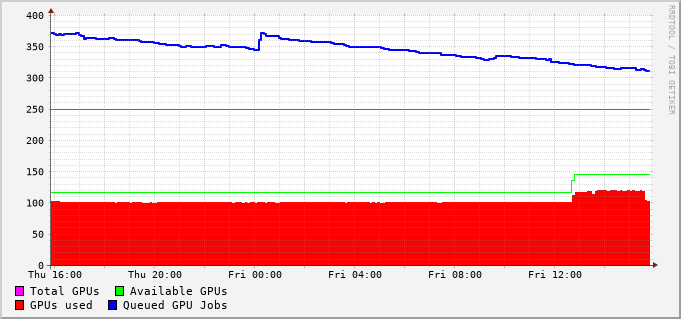 400
350
300
250
200
150
100
50
0
Thu 16:00 Thu 20:00 Fri 00:00 Fri 04:00 Fri 08:00 Fri 12:00
Total GPUs Available GPUs
GPUs used Queued GPU Jobs
RRDTOOL / TOBI OETIKER